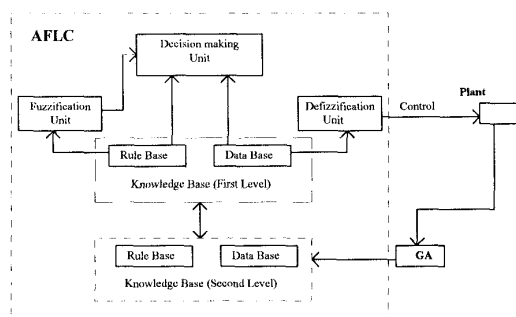 AFLC
Decision making
Unit
Fuzzification
Unit
Defizzification
Unit
Control
Plant
Rule Base
Data Base
Knowledge Base (First Level)
Rule Base
Data Base
GA
Knowledge Base (Second Level)